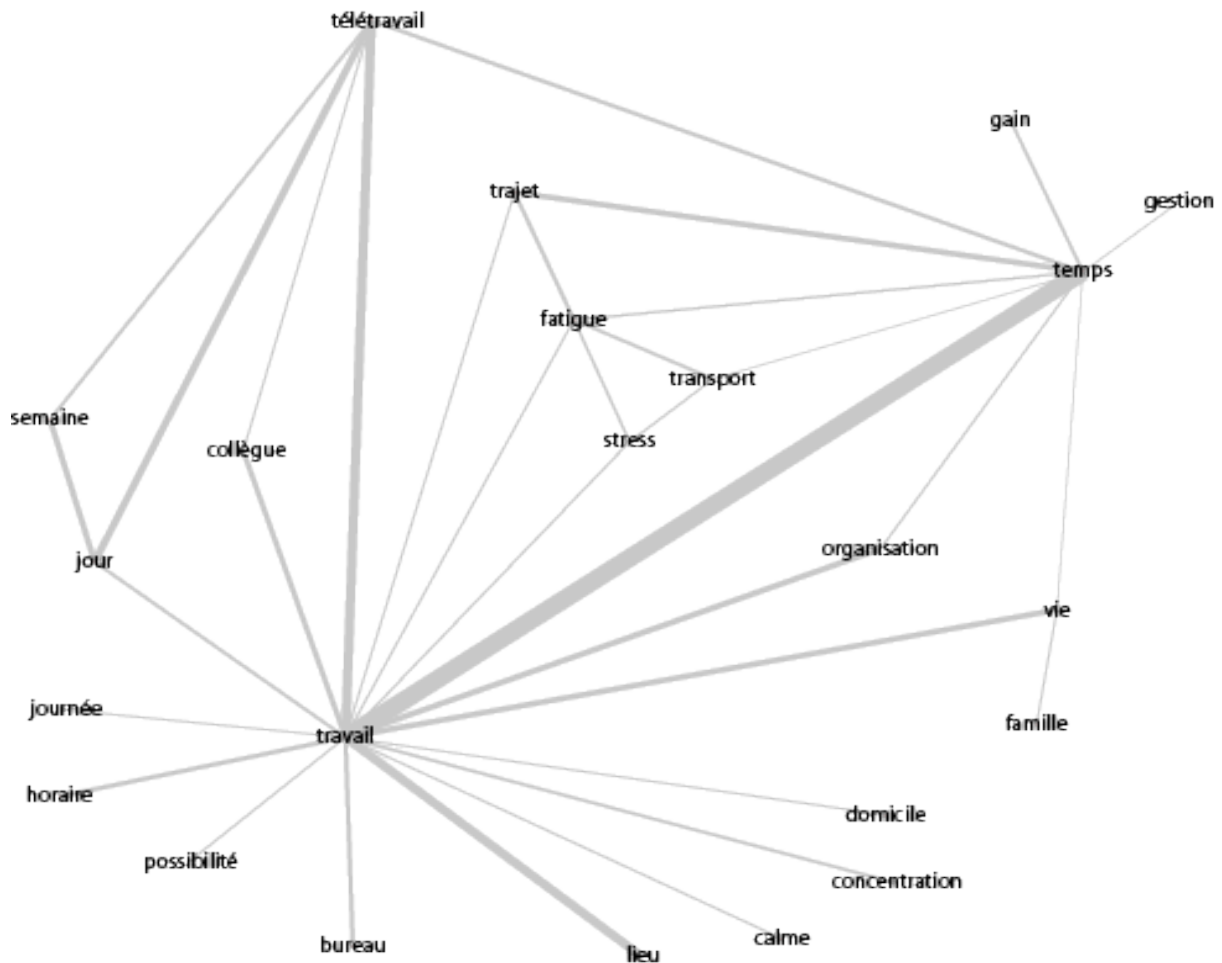 télétravail
gain
trajet
gestion
temps
fatigue
transport
semaine
collègue
stress
organisation
jour
vie
journée
famille
travail
horaire
domicile
possibilité
concentration
calme
bureau
lieu